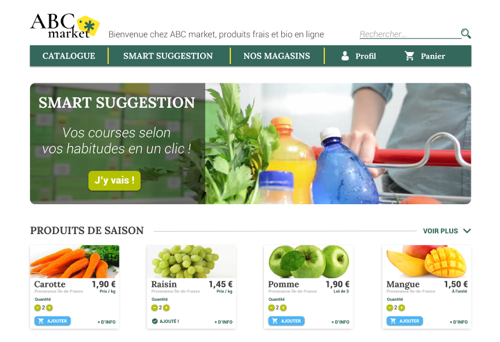 ABC
market
Bienvenue chez ABC market, produits frais et bio en ligne
Rechercher...
CATALOGUE
SMART SUGGESTION
NOS MAGASINS
Profil
Panier
SMART SUGGESTION
Vos courses selon
vos habitudes en un clic !
J'y vais !
PRODUITS DE SAISON
VOIR PLUS
Carotte 1,90 €
Provenance Île-de-France Prix / kg
Quantité
- 2 +
AJOUTER + D'INFO
Raisin 1,45 €
Provenance Île-de-France Prix / kg
Quantité
- 2 +
AJOUTÉ ! + D'INFO
Pomme 1,90 €
Provenance Île-de-France Lot de 3
Quantité
- 2 +
AJOUTER + D'INFO
Mangue 1,50 €
Provenance Île-de-France A l'unité
Quantité
- 2 +
AJOUTER + D'INFO